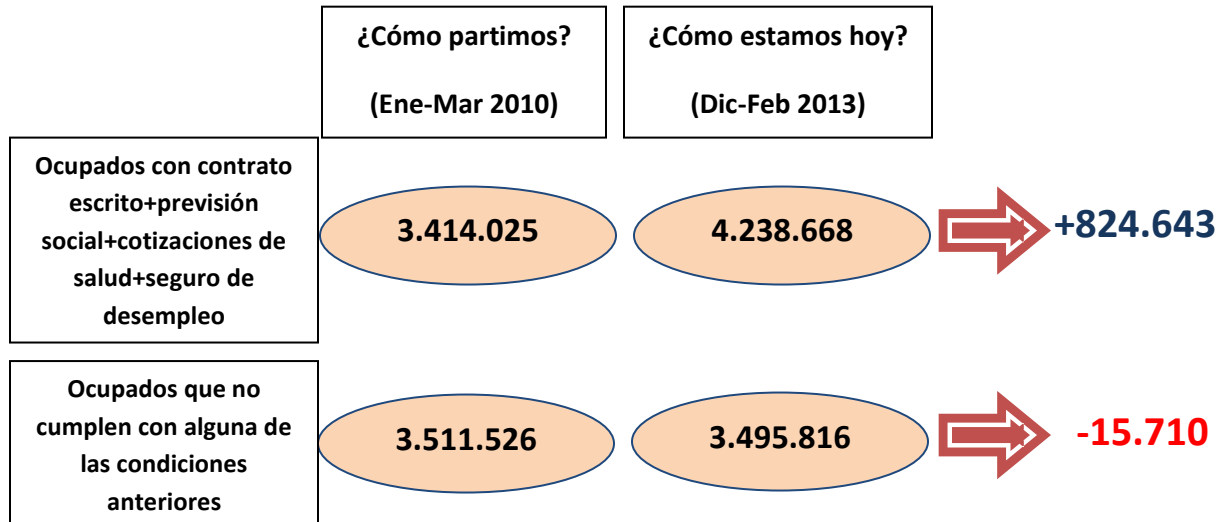 ¿Cómo partimos?
(Ene-Mar 2010)
¿Cómo estamos hoy?
(Dic-Feb 2013)
Ocupados con contrato
escrito+previsión
social+cotizaciones de
salud+seguro de
desempleo
3.414.025
4.238.668
+824.643
Ocupados que no
cumplen con alguna de
las condiciones
anteriores
3.511.526
3.495.816
-15.710